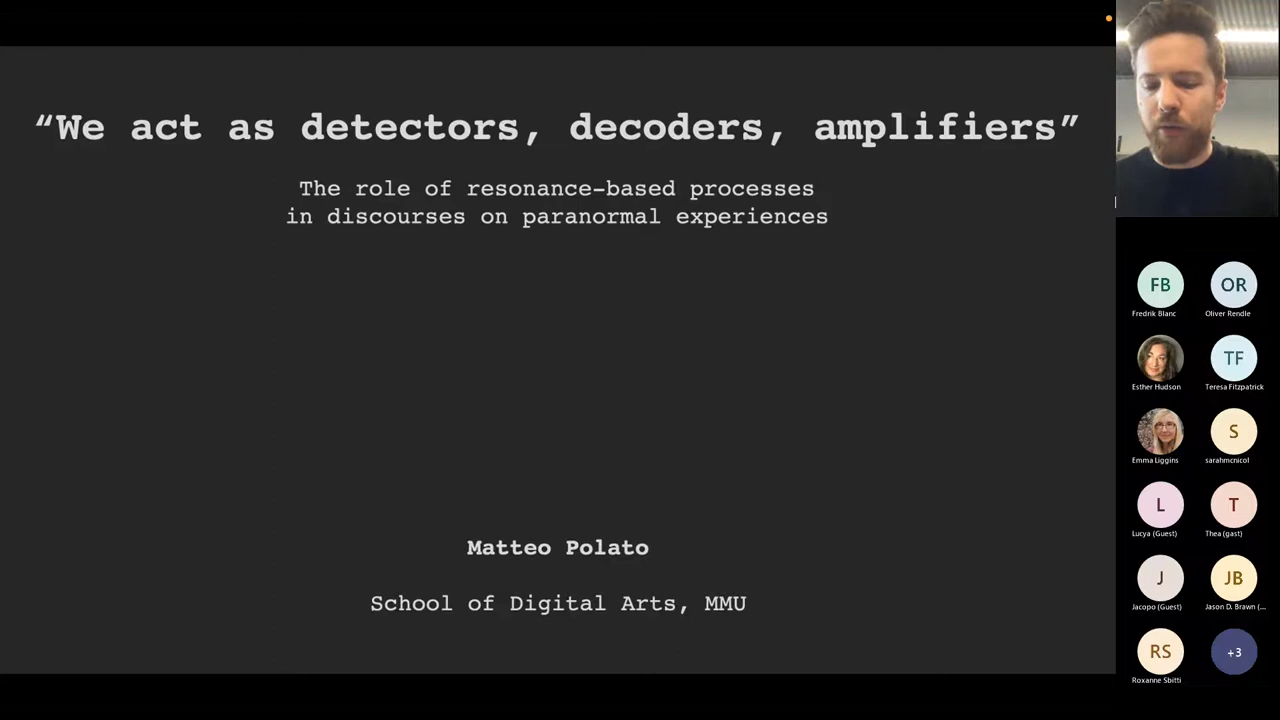 “We act as detectors, decoders, amplifiers”
The role of resonance-based processes
in discourses on paranormal experiences
Matteo Polato
School of Digital Arts, MMU
FB
Fredrik Blanc
OR
Oliver Rendle
Esther Hudson
TF
Teresa Fitzpatrick
Emma Liggins
S
sarahmcnicol
L
Lucya (Guest)
T
Thea (gast)
J
Jacopo (Guest)
JB
Jason D. Brawn (...
RS
Roxanne Sbitti
+3